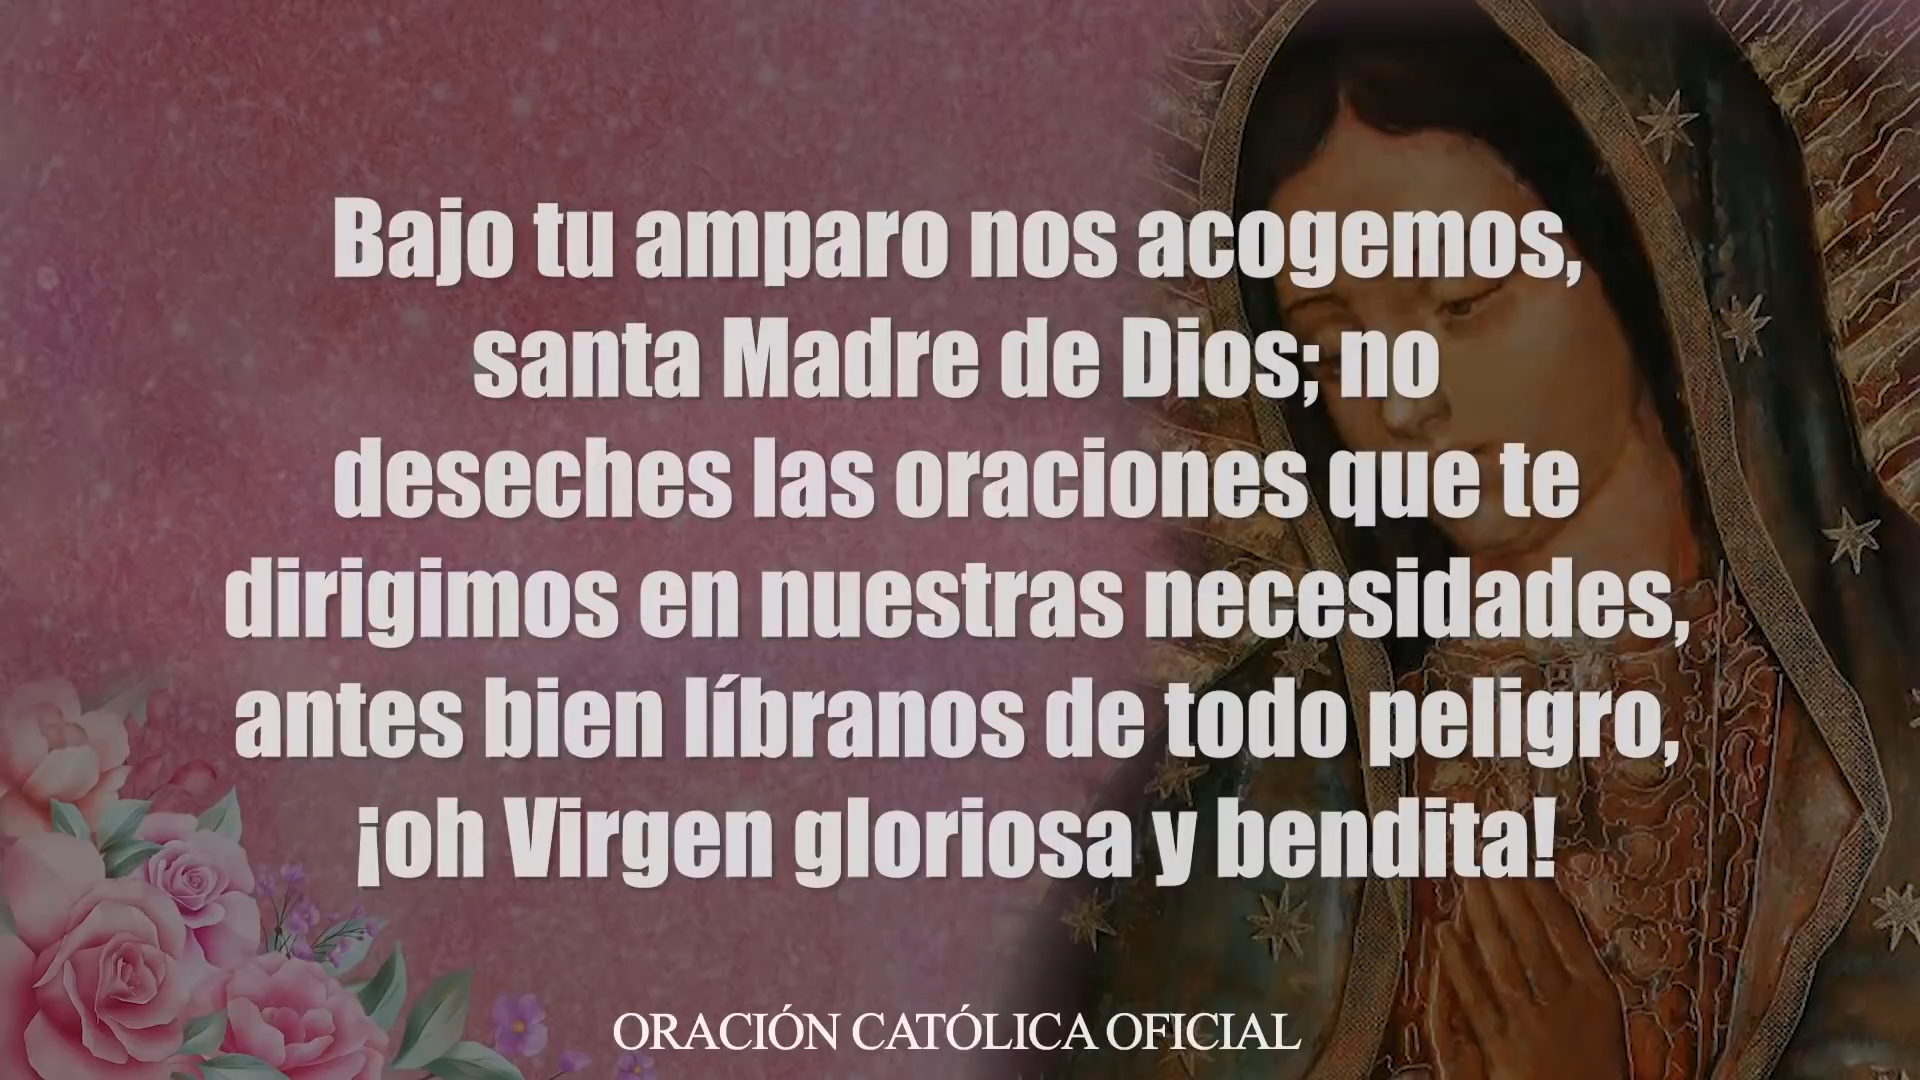 Bajo tu amparo nos acogemos,
santa Madre de Dios; no
deseches las oraciones que te
dirigimos en nuestras necesidades,
antes bien líbranos de todo peligro,
¡oh Virgen gloriosa y bendita!
ORACIÓN CATÓLICA OFICIAL